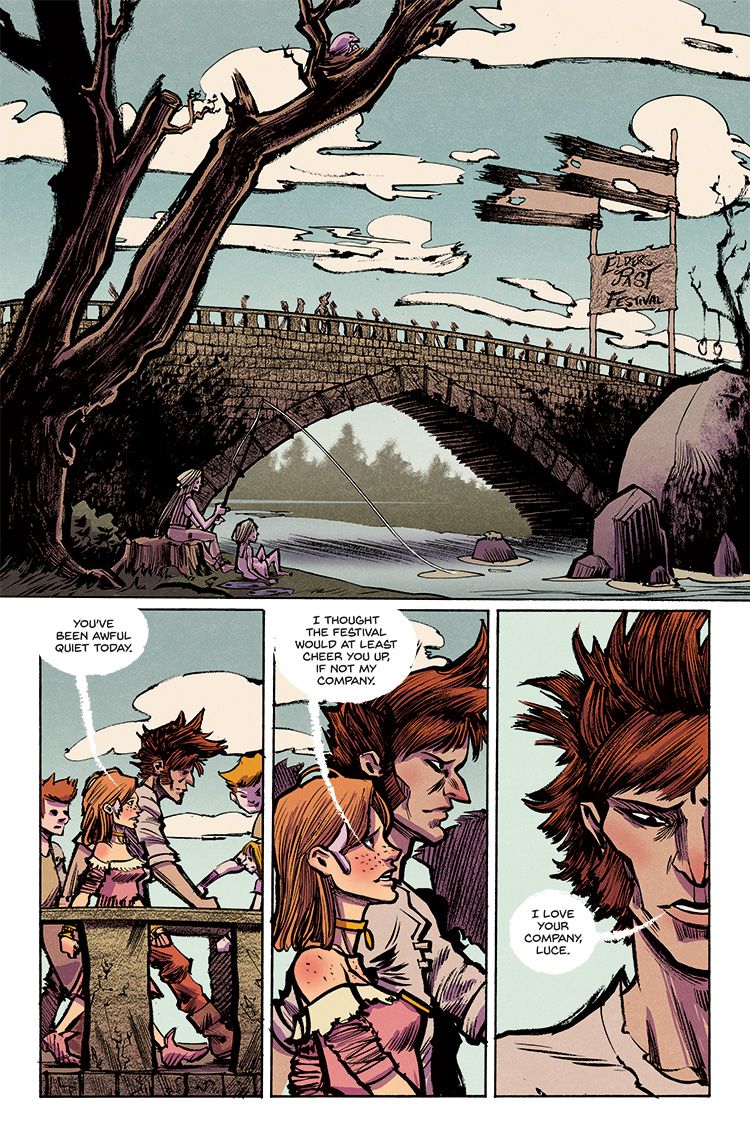 ELDERS
PAST
FESTIVAL
YOU'VE
BEEN AWFUL
QUIET TODAY.
I THOUGHT
THE FESTIVAL
WOULD AT LEAST
CHEER YOU UP,
IF NOT MY
COMPANY.
I LOVE
YOUR
COMPANY,
LUCE.